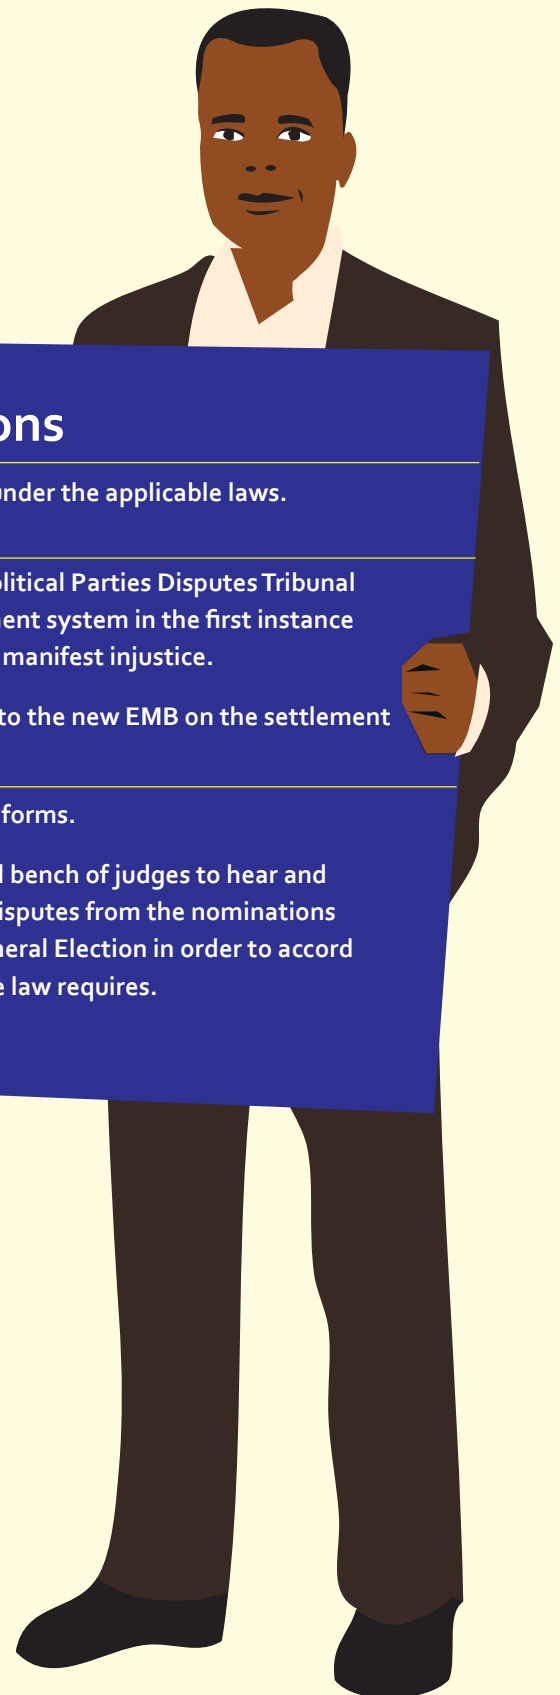 ons
under the applicable laws.
olitical Parties Disputes Tribunal
ent system in the first instance
manifest injustice.
to the new EMB on the settlement
forms.
l bench of judges to hear and
isputes from the nominations
neral Election in order to accord
e law requires.